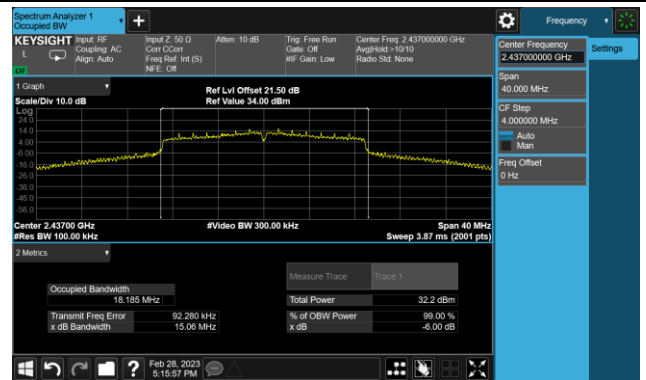 Spectrum Analyzer 1
Occupied BW
Frequency
KEYSIGHT
L
LW
Input: RF
Coupling: AC
Align: Auto
Input Z: 50 Ω
Corr CCorr
Freq Ref: Int (S)
NFE: Off
Atten: 10 dB
Trig: Free Run
Gate: Off
#IF Gain: Low
Center Freq: 2.437000000 GHz
Avg|Hold:>10/10
Radio Std: None
Center Frequency
2.437000000 GHz
Settings
Span
40.000 MHz
CF Step
4.000000 MHz
Auto
Man
Freq Offset
0 Hz
1 Graph
Scale/Div 10.0 dB
Ref Lvl Offset 21.50 dB
Ref Value 34.00 dBm
Log
24.0
14.0
4.00
-6.00
-16.0
-26.0
-36.0
-46.0
-56.0
Center 2.43700 GHz
#Video BW 300.00 kHz
Span 40 MHz
#Res BW 100.00 kHz
Sweep 3.87 ms (2001 pts)
2 Metrics
Measure Trace
Trace 1
Occupied Bandwidth
18.185 MHz
Total Power
32.2 dBm
Transmit Freq Error
92.280 kHz
% of OBW Power
99.00 %
x dB Bandwidth
15.06 MHz
x dB
-6.00 dB
?
Feb 28, 2023
5:15:57 PM